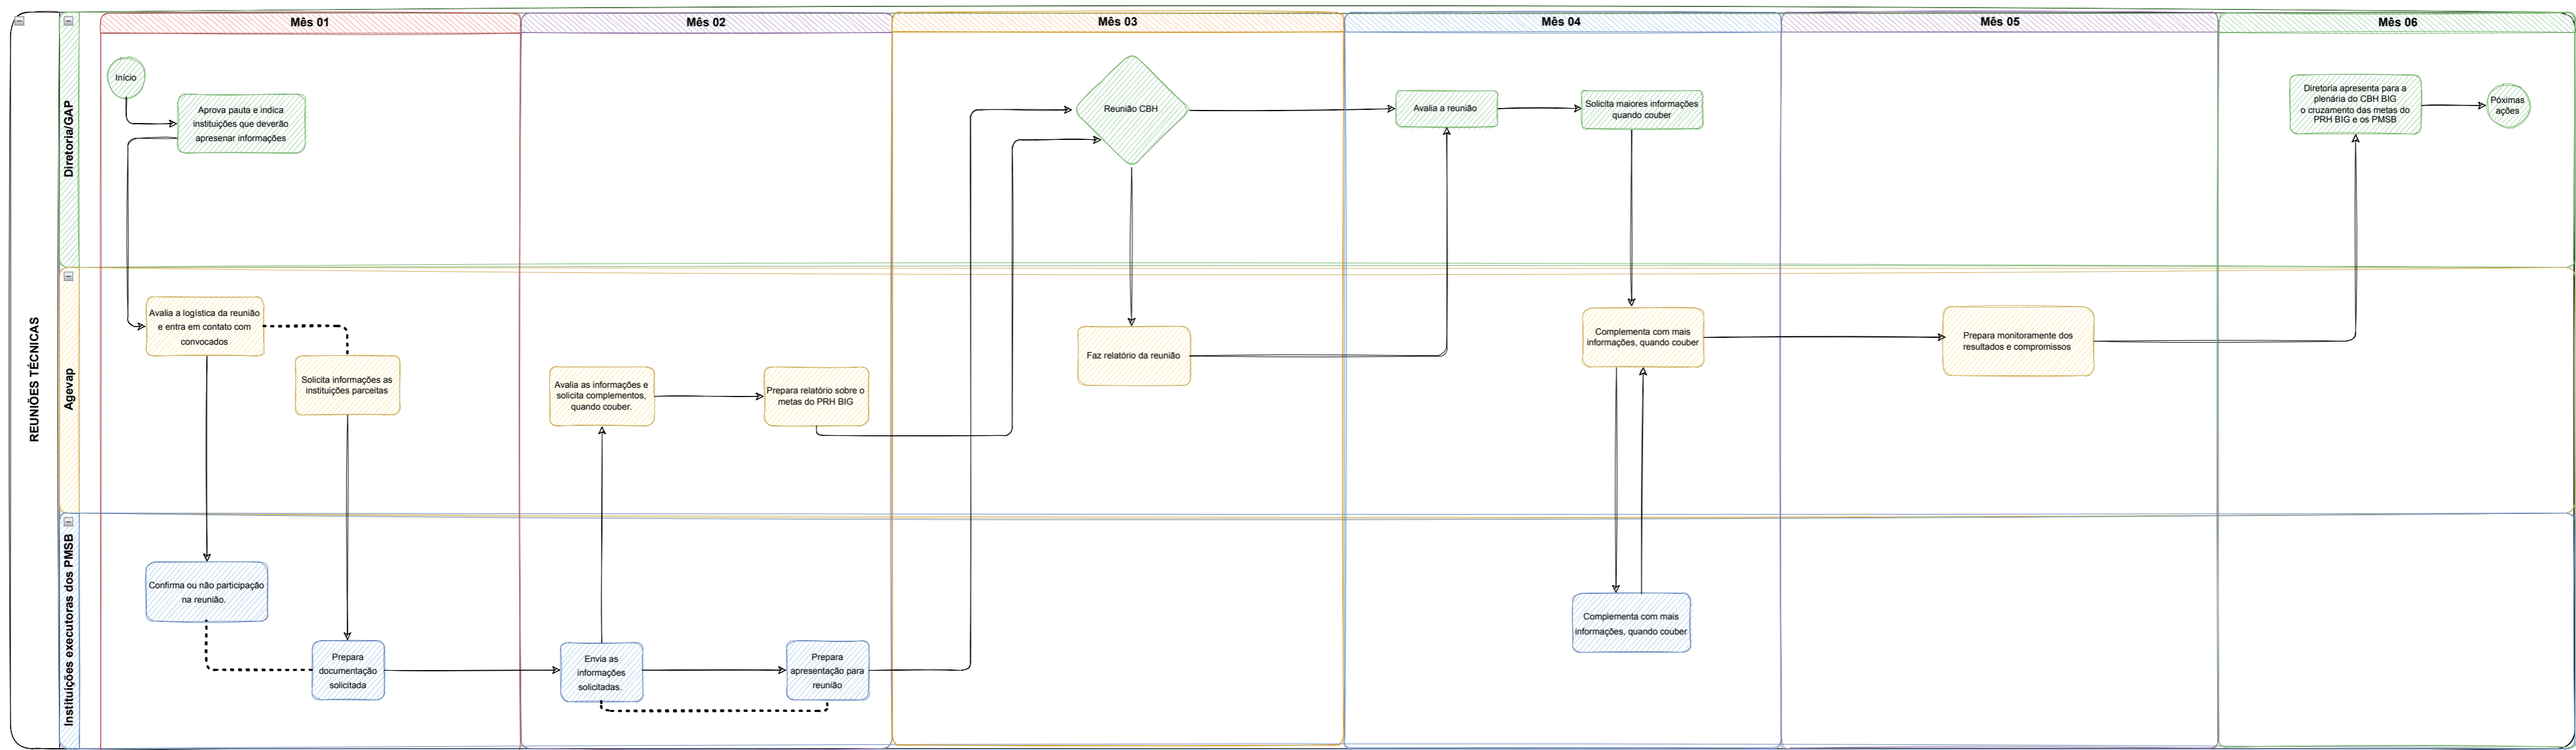 REUNIÕES TÉCNICAS
Mês 01
Mês 02
Mês 03
Mês 04
Mês 05
Mês 06
Diretoria/GAP
Início
Aprova pauta e indica
instituições que deverão
apresenar informações
Reunião CBH
Avalia a reunião
Solicita maiores informações
quando couber
Diretoria apresenta para a
plenária do CBH BIG
o cruzamento das metas do
PRH BIG e os PMSB
Póximas
ações
Agevap
Avalia a logística da reunião
e entra em contato com
convocados
Solicita informações as
instituições parceitas
Avalia as informações e
solicita complementos,
quando couber.
Prepara relatório sobre o
metas do PRH BIG
Faz relatório da reunião
Complementa com mais
informações, quando couber
Prepara monitoramente dos
resultados e compromissos
Instituições executoras dos PMSB
Confirma ou não participação
na reunião.
Prepara
documentação
solicitada
Envia as
informações
solicitadas.
Prepara
apresentação para
reunião
Complementa com mais
informações, quando couber